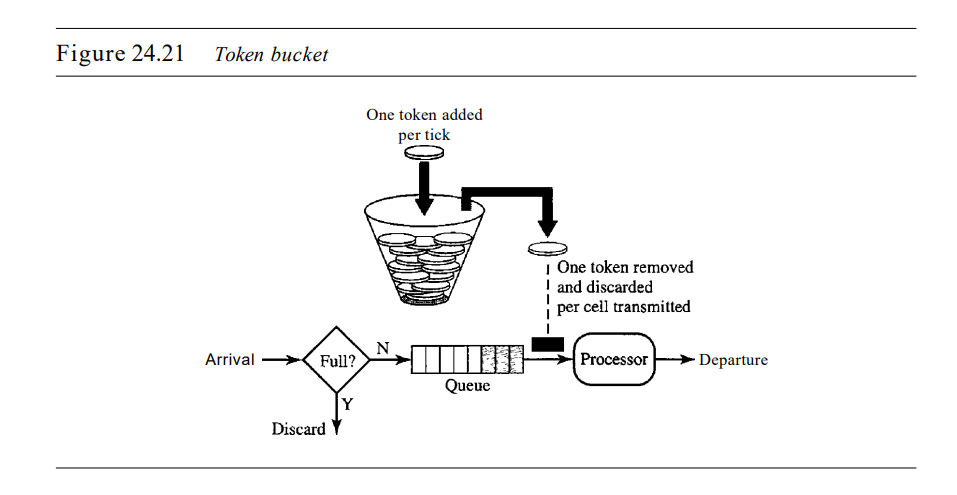 Figure 24.21 Token bucket
One token added
per tick
One token removed
and discarded
per cell transmitted
Arrival
Full?
N
Queue
Processor
Departure
Y
Discard